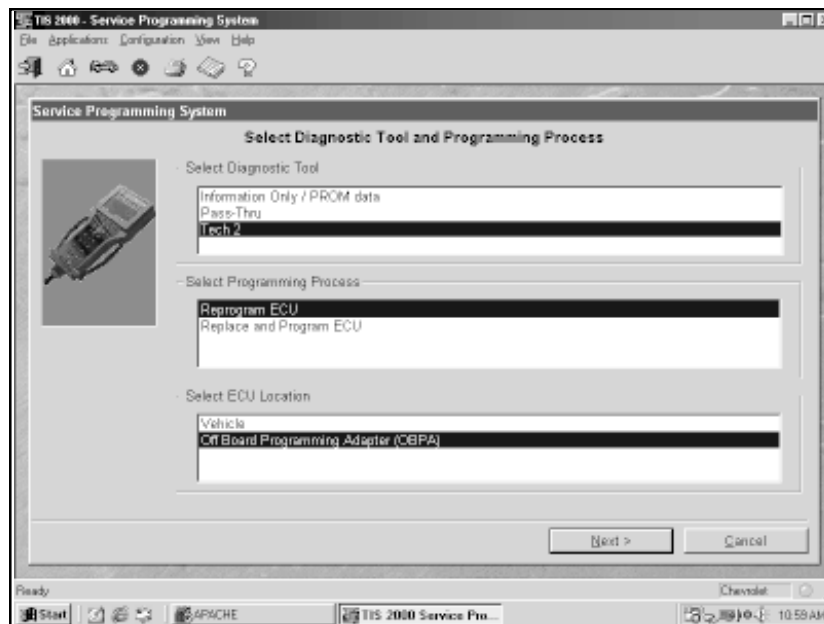 TIS 2000 - Service Programming System
File Applications Configuration View Help
Service Programming System
Select Diagnostic Tool and Programming Process
Select Diagnostic Tool
Information Only / PROM data
Pass-Thru
Tech 2
Select Programming Process
Reprogram ECU
Replace and Program ECU
Select ECU Location
Vehicle
Off Board Programming Adapter (OBPA)
Next > Cancel
Ready Chevrolet
Start APACHE TIS 2000 Service Pro... 10:59 AM